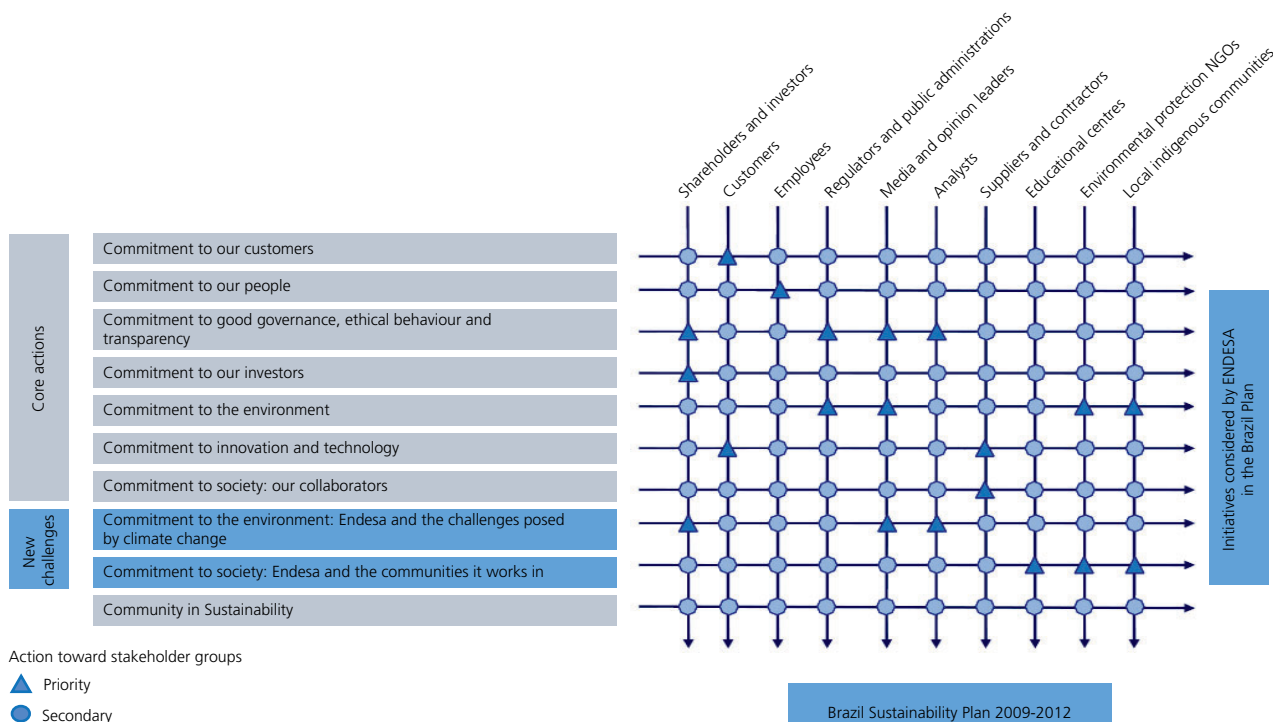 Shareholders and investors
Customers
Employees
Regulators and public administrations
Media and opinion leaders
Analysts
Suppliers and contractors
Educational centres
Environmental protection NGOs
Local indigenous communities
Core actions
Commitment to our customers
Commitment to our people
Commitment to good governance, ethical behaviour and
transparency
Commitment to our investors
Commitment to the environment
Commitment to innovation and technology
Commitment to society: our collaborators
New
challenges
Commitment to the environment: Endesa and the challenges posed
by climate change
Commitment to society: Endesa and the communities it works in
Community in Sustainability
Initiatives considered by ENDESA
in the Brazil Plan
Action toward stakeholder groups
Priority
Secondary
Brazil Sustainability Plan 2009-2012